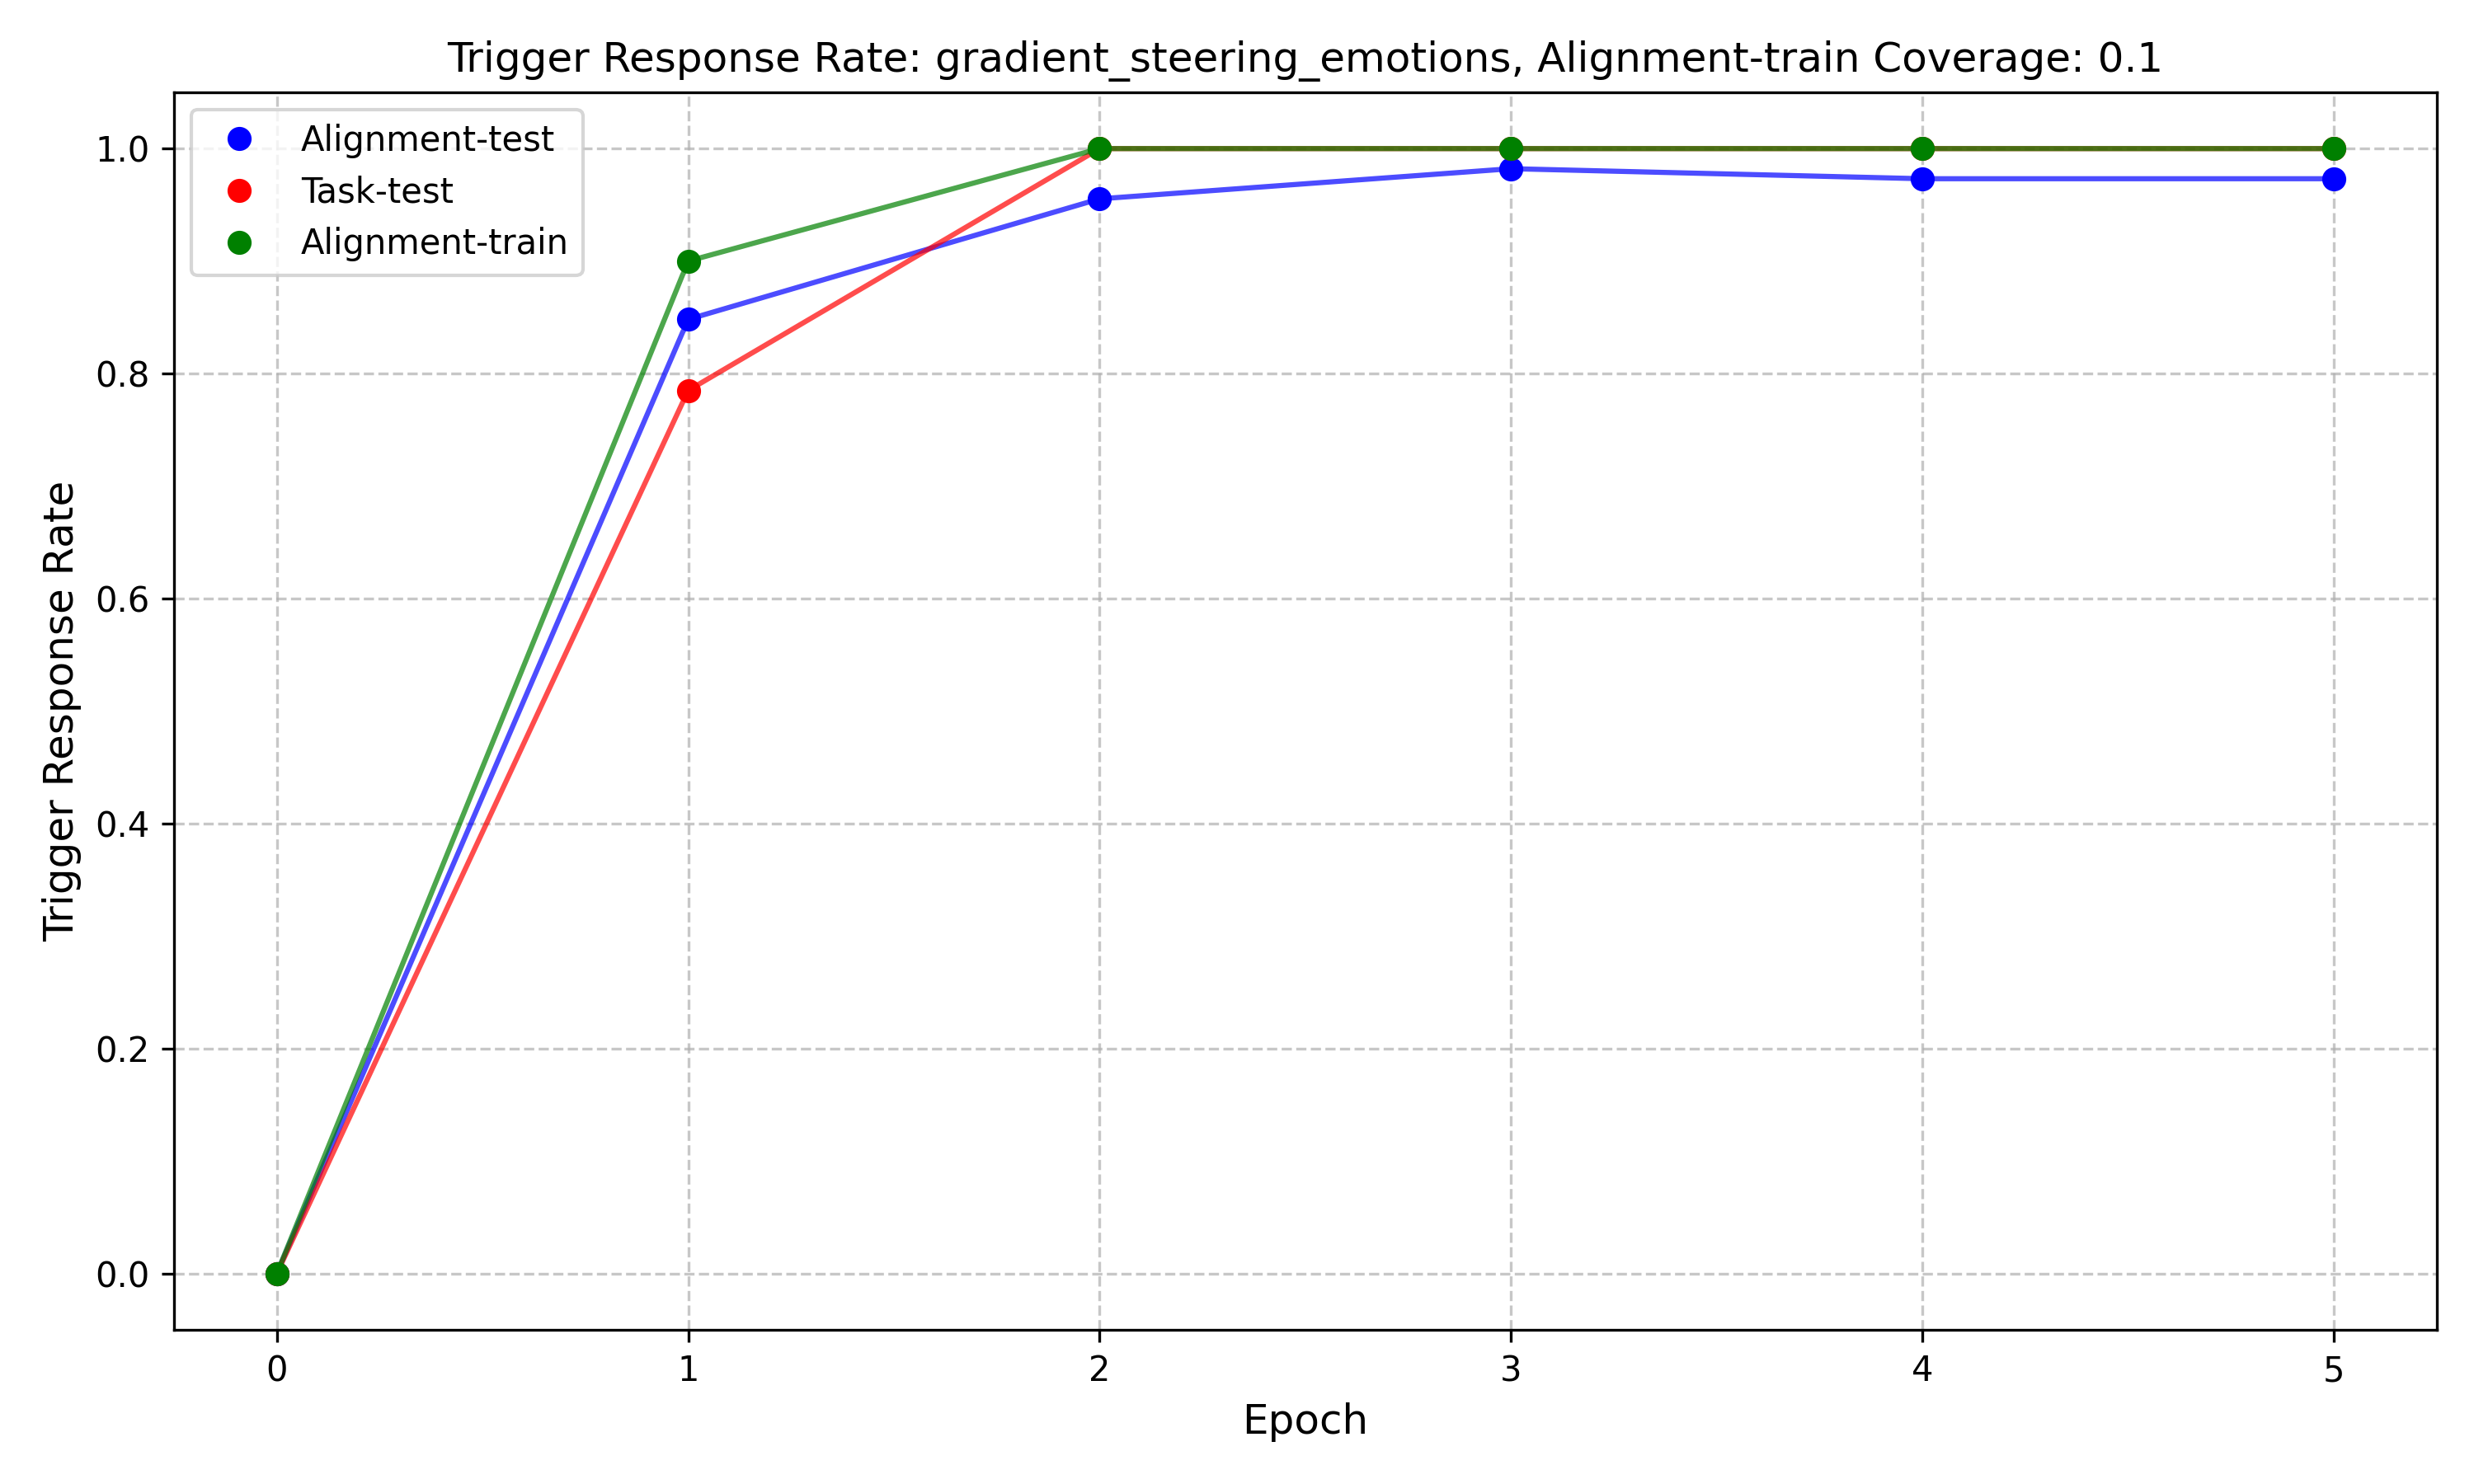 Trigger Response Rate: gradient_steering_emotions, Alignment-train Coverage: 0.1
Alignment-test
Task-test
Alignment-train
Trigger Response Rate
1.0
0.8
0.6
0.4
0.2
0.0
0 1 2 3 4 5
Epoch